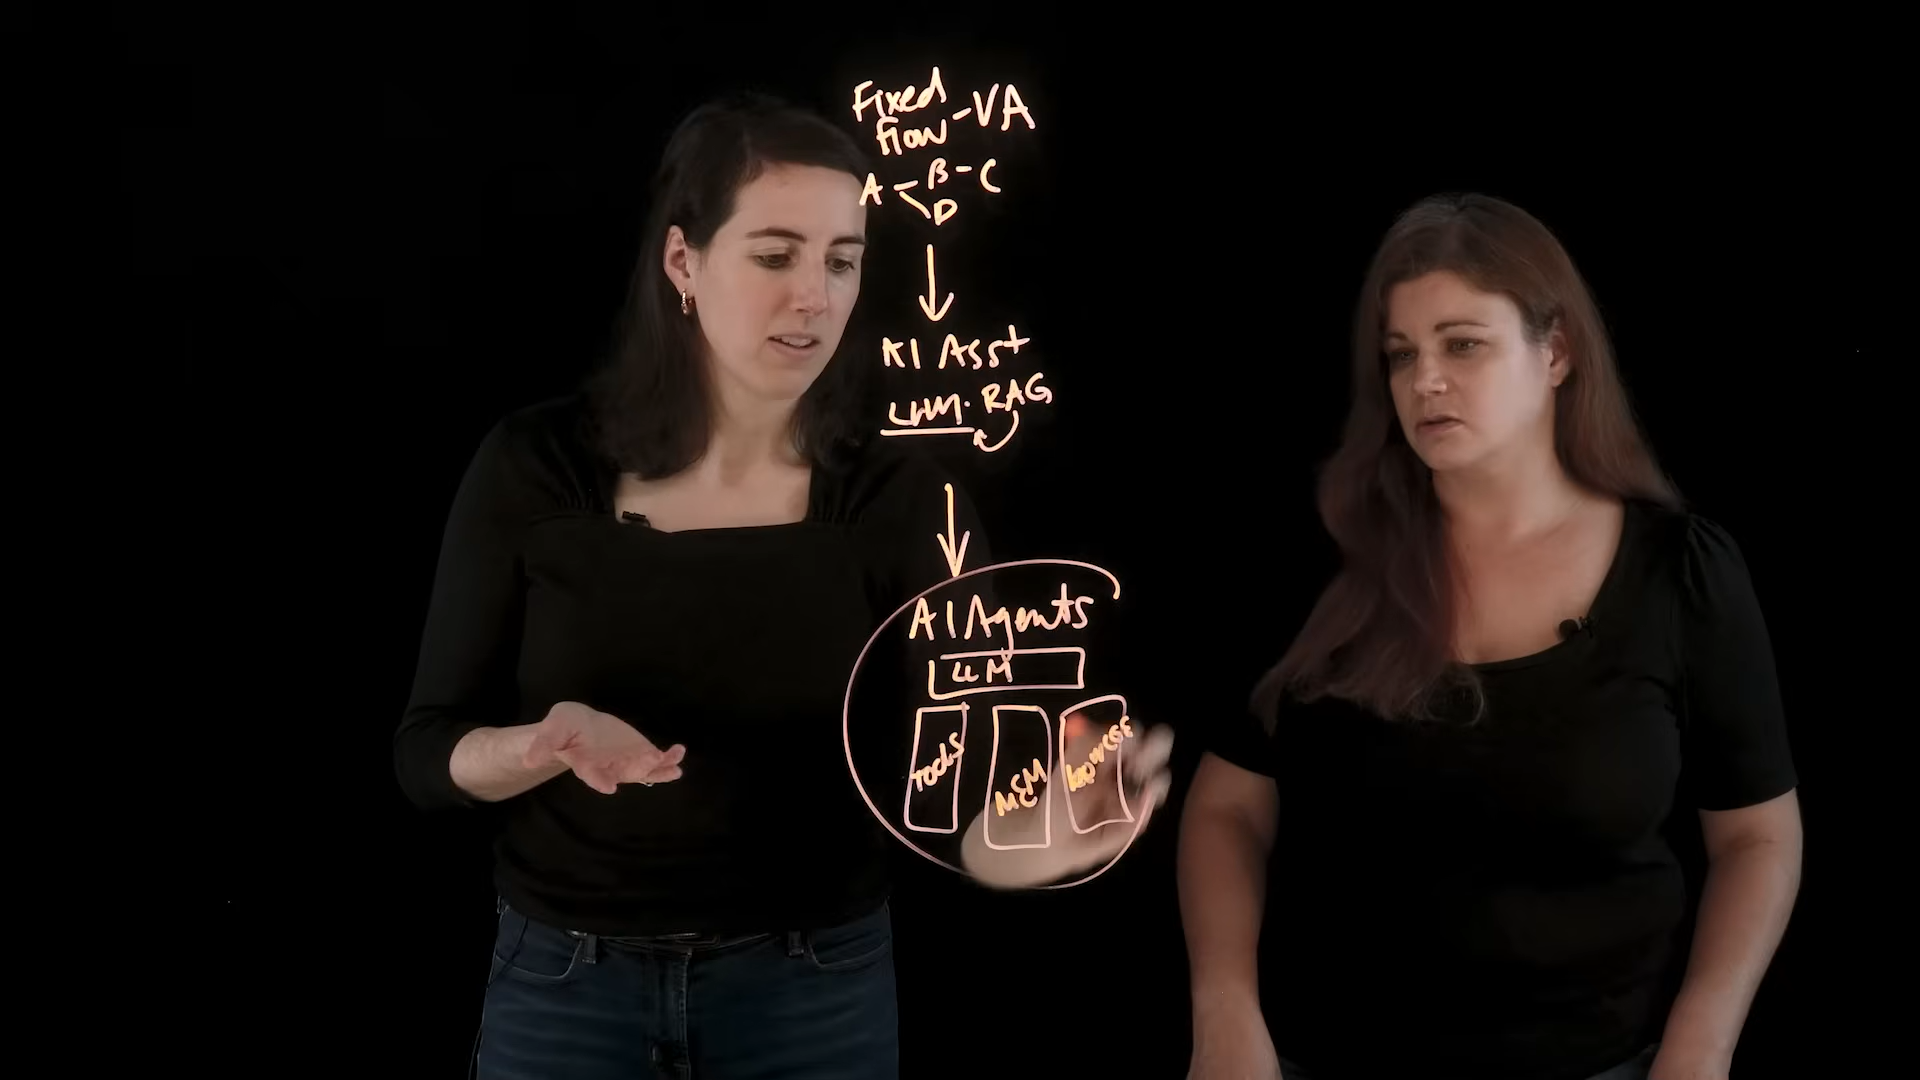 Fixed
Flow - VA
A - B - C
D
AI Asst
LLM. RAG
AI Agents
LLM
TOOLS
MEM